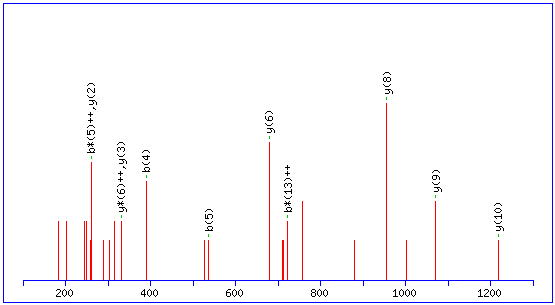 b*(5)++,y(2)
y*(6)++,y(3)
b(4)
b(5)
y(6)
b*(13)++
y(8)
y(9)
y(10)
200 400 600 800 1000 1200